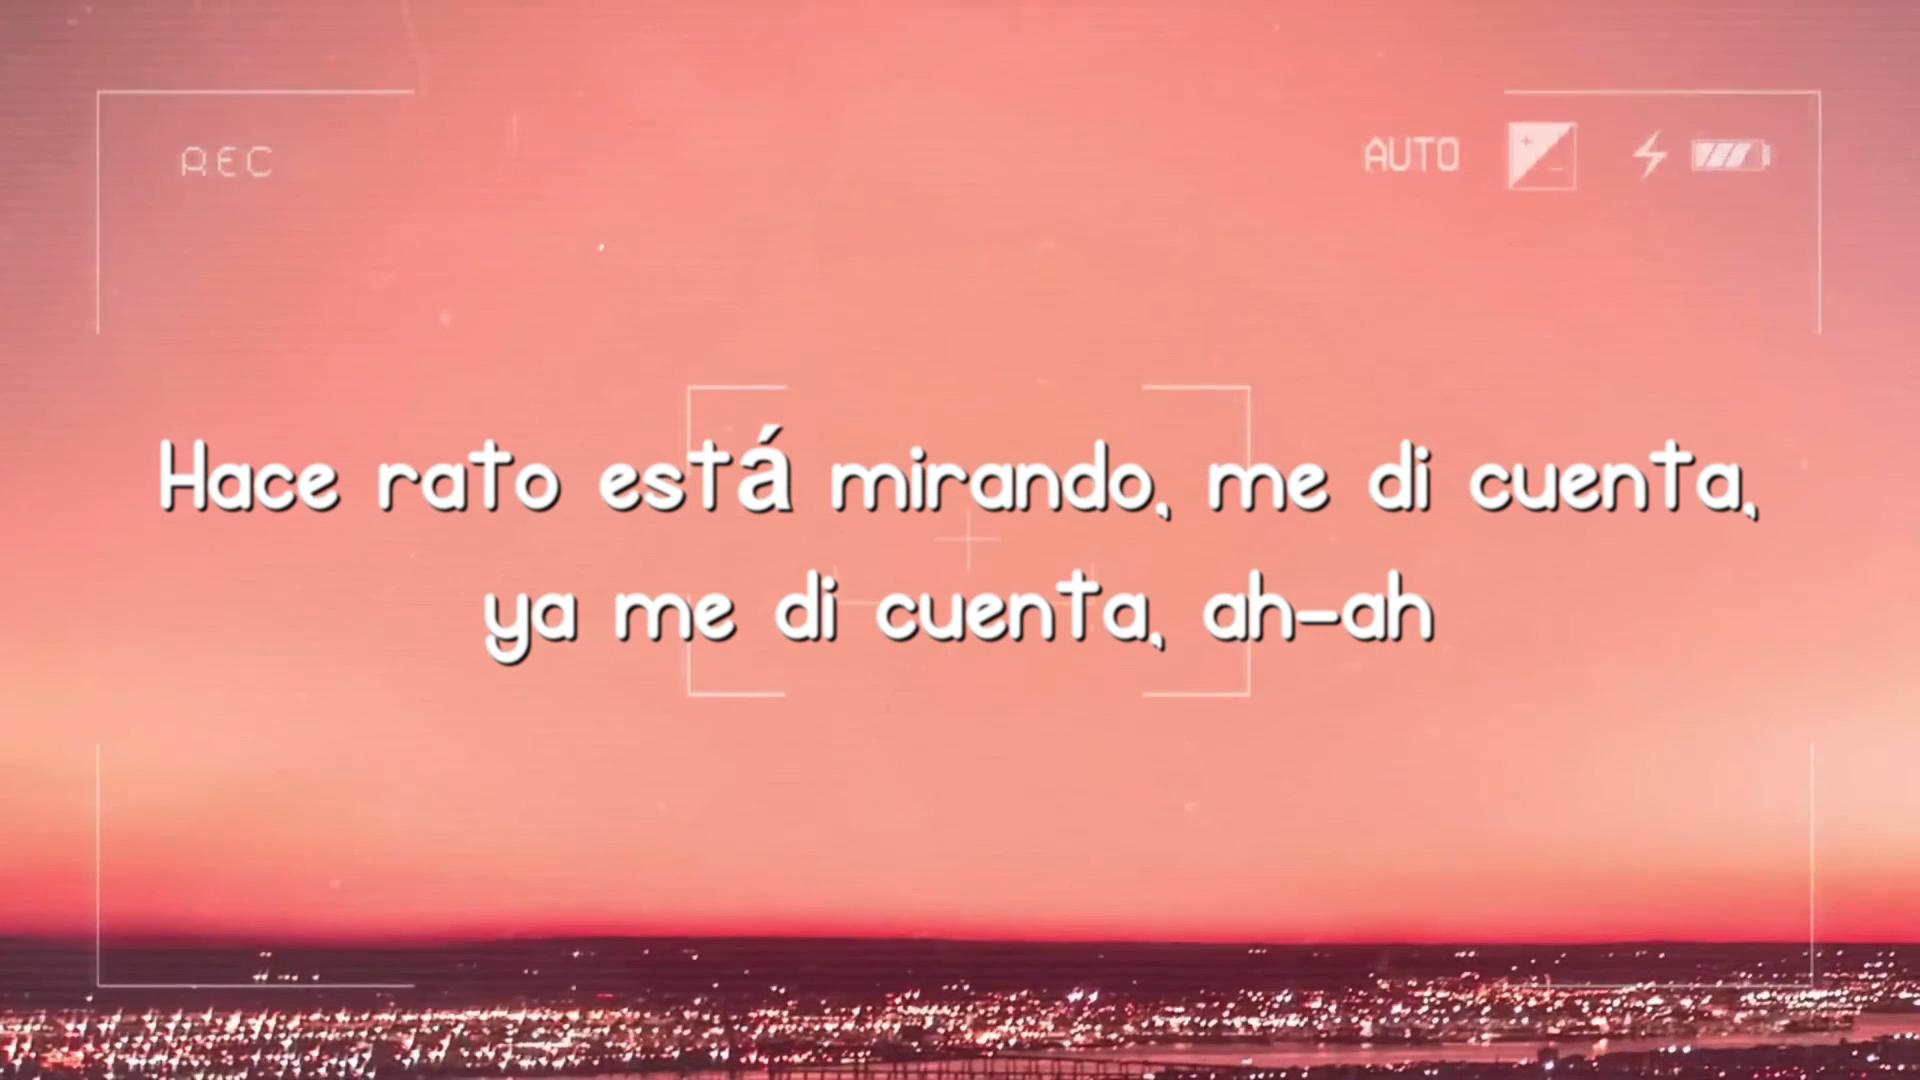 REC
AUTO
Hace rato está mirando, me di cuenta,
ya me di cuenta, ah-ah